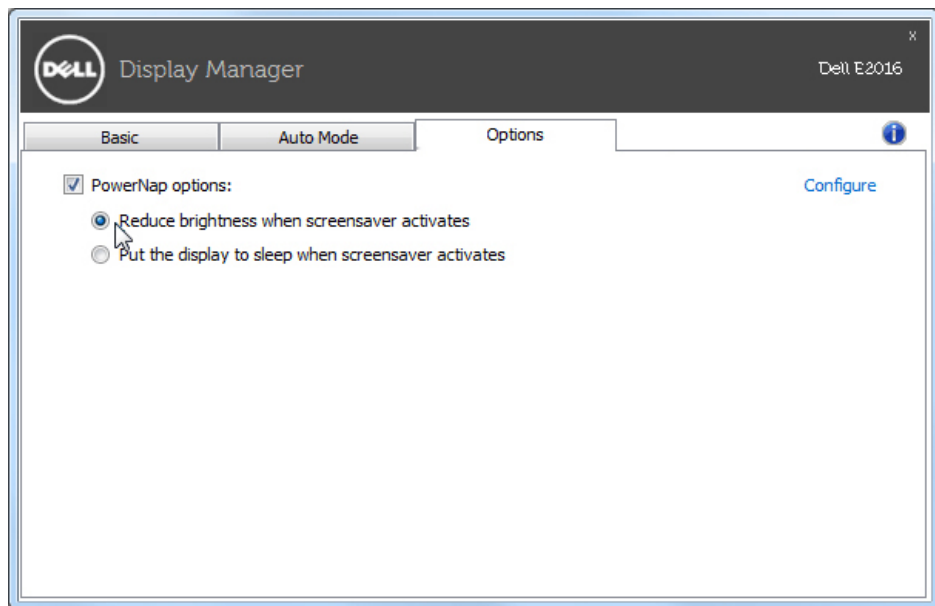 x
DELL Display Manager Dell E2016
Basic Auto Mode Options
PowerNap options: Configure
Reduce brightness when screensaver activates
Put the display to sleep when screensaver activates